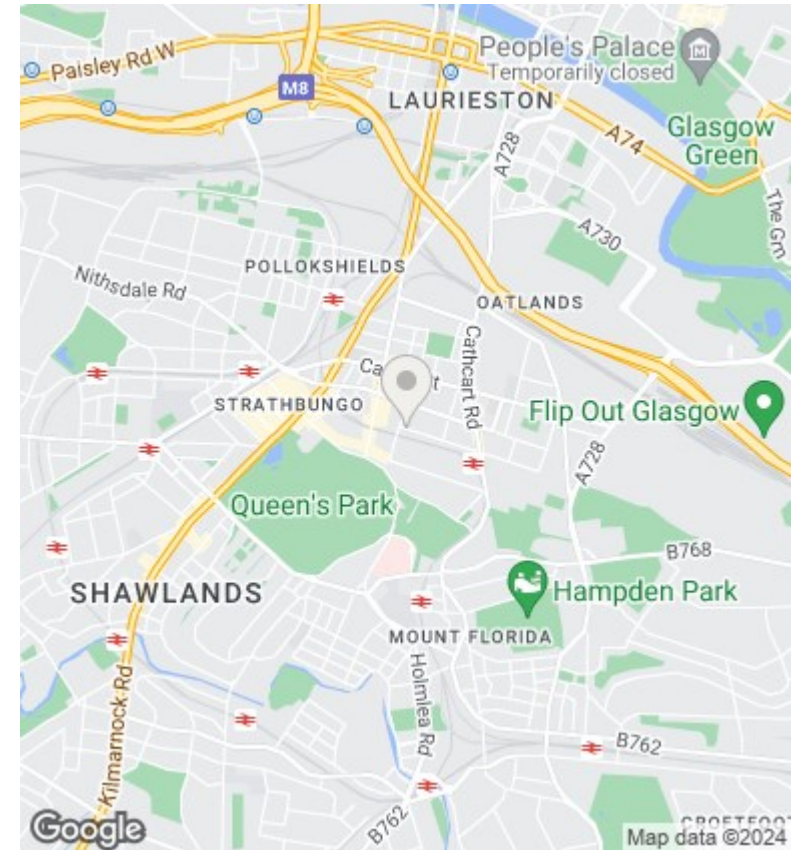 People's Palace
Temporarily closed
Paisley Rd W
M8
LAURIESTON
A74
A728
Glasgow
Green
The Grn
A730
POLLOKSHIELDS
Nithsdale Rd
OATLANDS
Cathcart Rd
STRATHBUNGO
Flip Out Glasgow
A728
Queen's Park
B768
SHAWLANDS
Hampden Park
MOUNT FLORIDA
Holmlea Rd
Kilmarnock Rd
B762
B762
Google
Map data ©2024